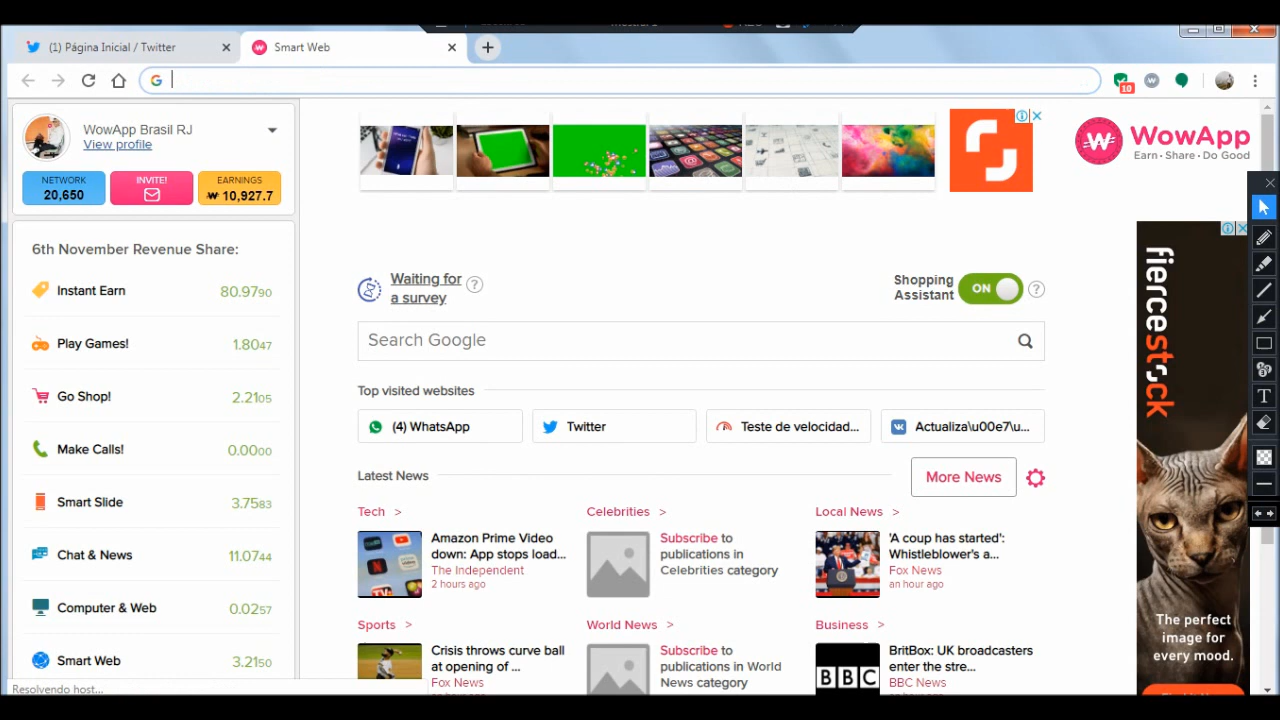 (1) Página Inicial / Twitter
Smart Web
10
WowApp Brasil RJ
View profile
NETWORK
20,650
INVITE!
EARNINGS
10,927.7
WowApp
Earn · Share · Do Good
6th November Revenue Share:
Instant Earn 80.9790
Play Games! 1.8047
Go Shop! 2.2105
Make Calls! 0.0000
Smart Slide 3.7583
Chat & News 11.0744
Computer & Web 0.0257
Smart Web 3.2150
Resolvendo host...
Waiting for
a survey
Shopping
Assistant
ON
Search Google
Top visited websites
(4) WhatsApp
Twitter
Teste de velocidad...
Actualiza\u00e7\u...
Latest News
More News
Tech >
Amazon Prime Video
down: App stops load...
The Independent
2 hours ago
Celebrities >
Subscribe to
publications in
Celebrities category
Local News >
'A coup has started':
Whistleblower's a...
Fox News
an hour ago
Sports >
Crisis throws curve ball
at opening of ...
Fox News
World News >
Subscribe to
publications in World
News category
Business >
BBC
BritBox: UK broadcasters
enter the stre...
BBC News
fiercestock
The perfect
image for
every mood.